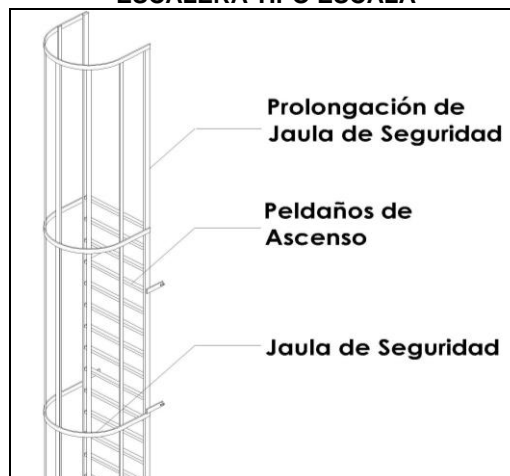 ESCALERA TIPO ESCALA
Prolongación de
Jaula de Seguridad
Peldaños de
Ascenso
Jaula de Seguridad